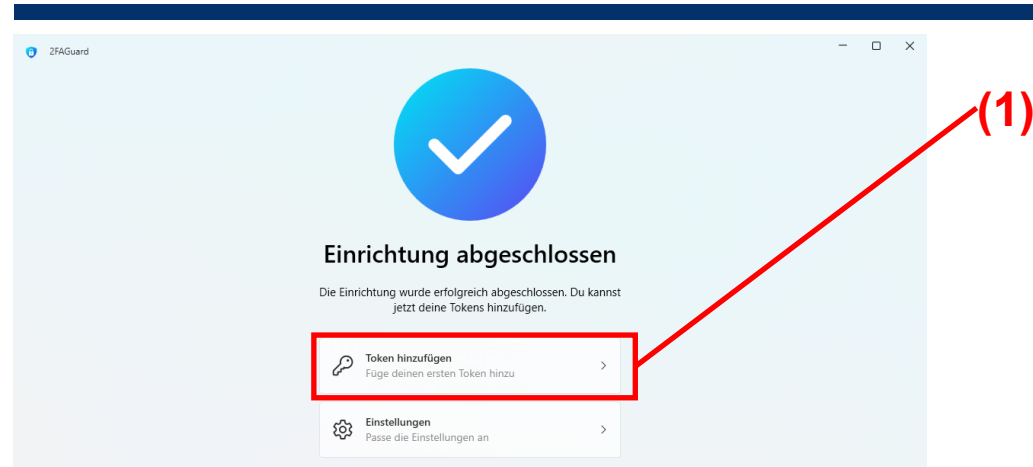 2FAGuard
(1)
Einrichtung abgeschlossen
Die Einrichtung wurde erfolgreich abgeschlossen. Du kannst
jetzt deine Tokens hinzufügen.
Token hinzufügen
Füge deinen ersten Token hinzu
Einstellungen
Passe die Einstellungen an